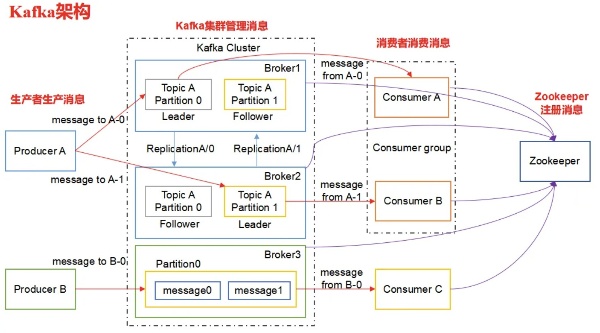 Kafka架构
Kafka集群管理消息
Kafka Cluster
消费者消费消息
生产者生产消息
Zookeeper
注册消息
Broker1
Topic A
Partition 0
Leader
Topic A
Partition 1
Follower
message
from A-0
Consumer A
message to A-0
Producer A
ReplicationA/0
ReplicationA/1
Consumer group
Zookeeper
message to A-1
Broker2
Topic A
Partition 0
Follower
Topic A
Partition 1
Leader
message
from A-1
Consumer B
message to B-0
Broker3
Partition0
message0
message1
Producer B
message
from B-0
Consumer C